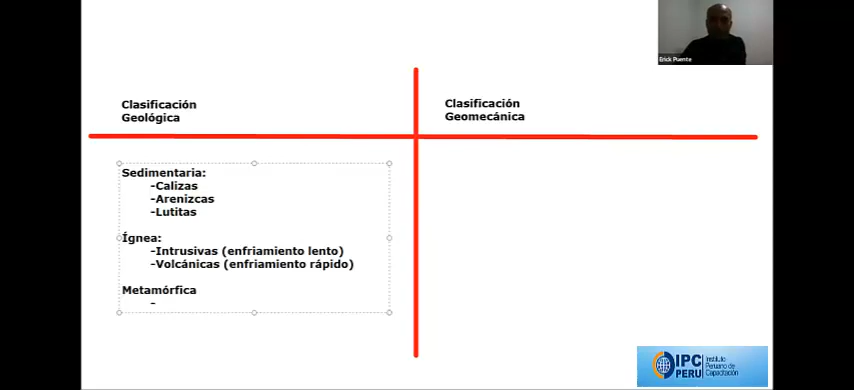 Erick Puente
Clasificación
Geológica
Clasificación
Geomecánica
Sedimentaria:
-Calizas
-Arenizcas
-Lutitas
Ígnea:
-Intrusivas (enfriamiento lento)
-Volcánicas (enfriamiento rápido)
Metamórfica
-
IPC
PERU
Instituto
Peruano de
Capacitación